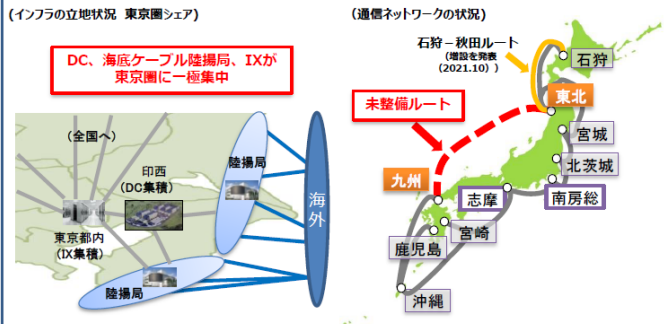 (インフラの立地状況 東京圏シェア)
DC、海底ケーブル陸揚局、IXが
東京圏に一極集中
(全国へ)
印西
(DC集積)
陸揚局
東京都内
(IX集積)
陸揚局
海外
(通信ネットワークの状況)
石狩－秋田ルート
(増設を発表
(2021.10))
石狩
東北
未整備ルート
宮城
北茨城
九州
志摩
南房総
宮崎
鹿児島
沖縄